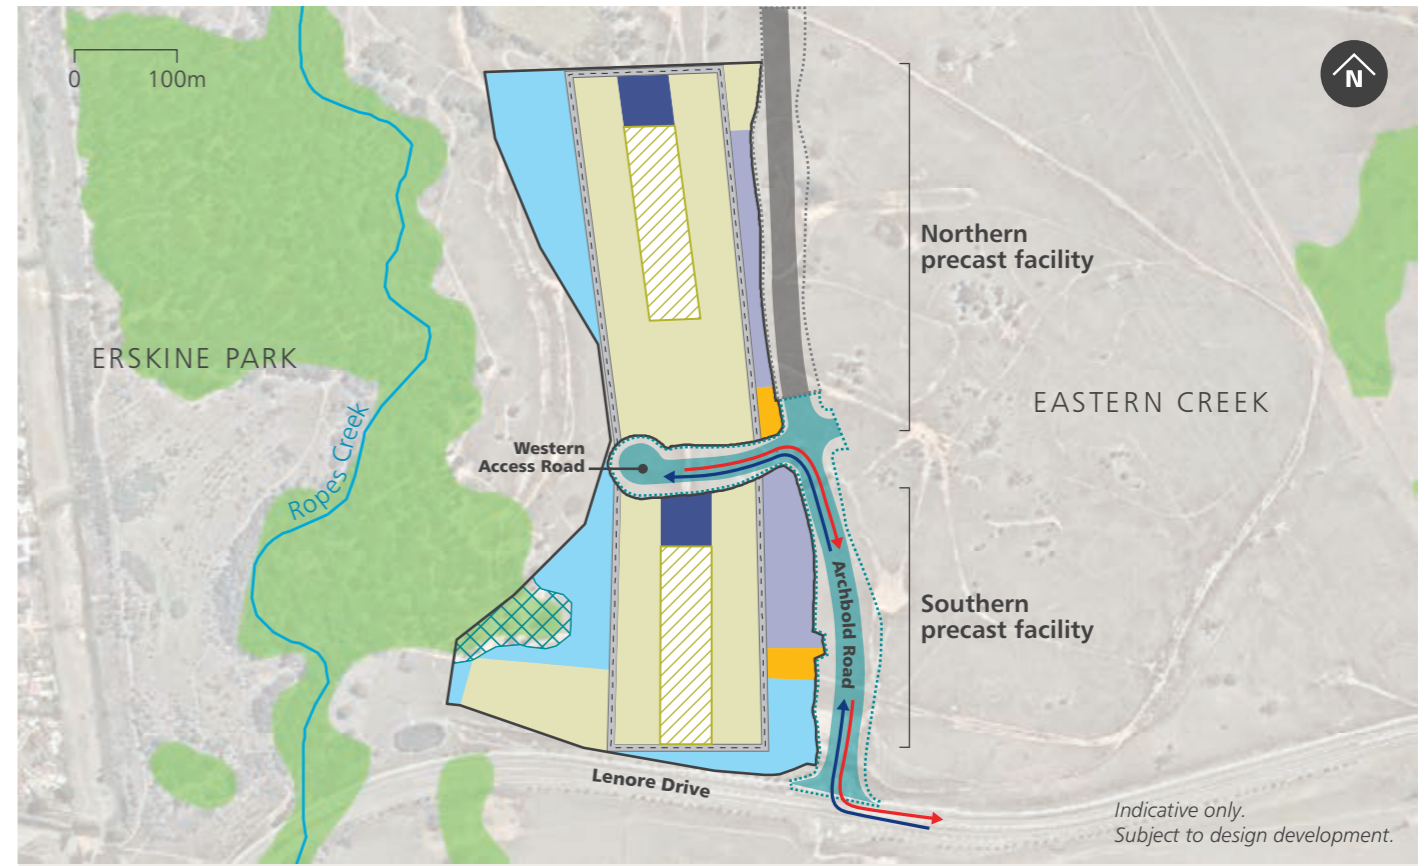 0 100m
N
Northern
precast facility
ERSKINE PARK
EASTERN CREEK
Ropes Creek
Western
Access Road
Archbold Road
Southern
precast facility
Lenore Drive
Indicative only.
Subject to design development.